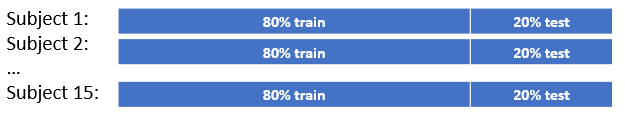 Subject 1: 80% train 20% test
Subject 2: 80% train 20% test
...
Subject 15: 80% train 20% test